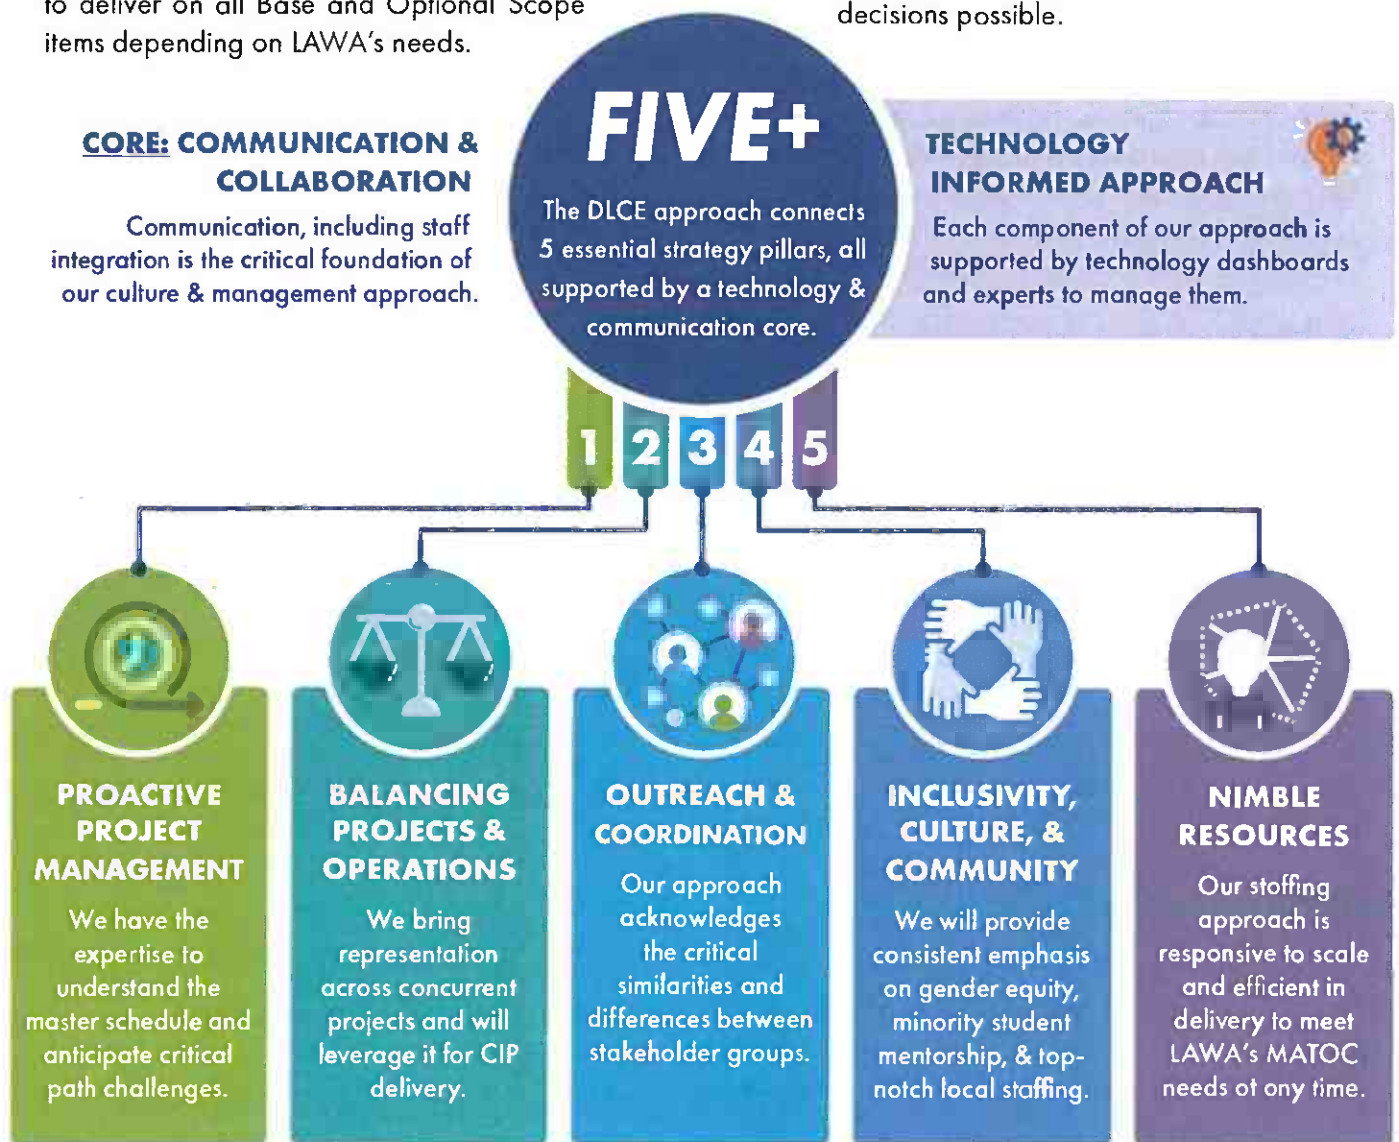 to deliver on all Base and Optional Scope
items depending on LAWA's needs.
decisions possible.
FIVE+
The DLCE approach connects
5 essential strategy pillars, all
supported by a technology &
communication core.
CORE: COMMUNICATION &
COLLABORATION
Communication, including staff
integration is the critical foundation of
our culture & management approach.
TECHNOLOGY
INFORMED APPROACH
Each component of our approach is
supported by technology dashboards
and experts to manage them.
1 2 3 4 5
PROACTIVE
PROJECT
MANAGEMENT
We have the
expertise to
understand the
master schedule and
anticipate critical
path challenges.
BALANCING
PROJECTS &
OPERATIONS
We bring
representation
across concurrent
projects and will
leverage it for CIP
delivery.
OUTREACH &
COORDINATION
Our approach
acknowledges
the critical
similarities and
differences between
stakeholder groups.
INCLUSIVITY,
CULTURE, &
COMMUNITY
We will provide
consistent emphasis
on gender equity,
minority student
mentorship, & top-
notch local staffing.
NIMBLE
RESOURCES
Our stoffing
approach is
responsive to scale
and efficient in
delivery to meet
LAWA's MATOC
needs ot ony time.